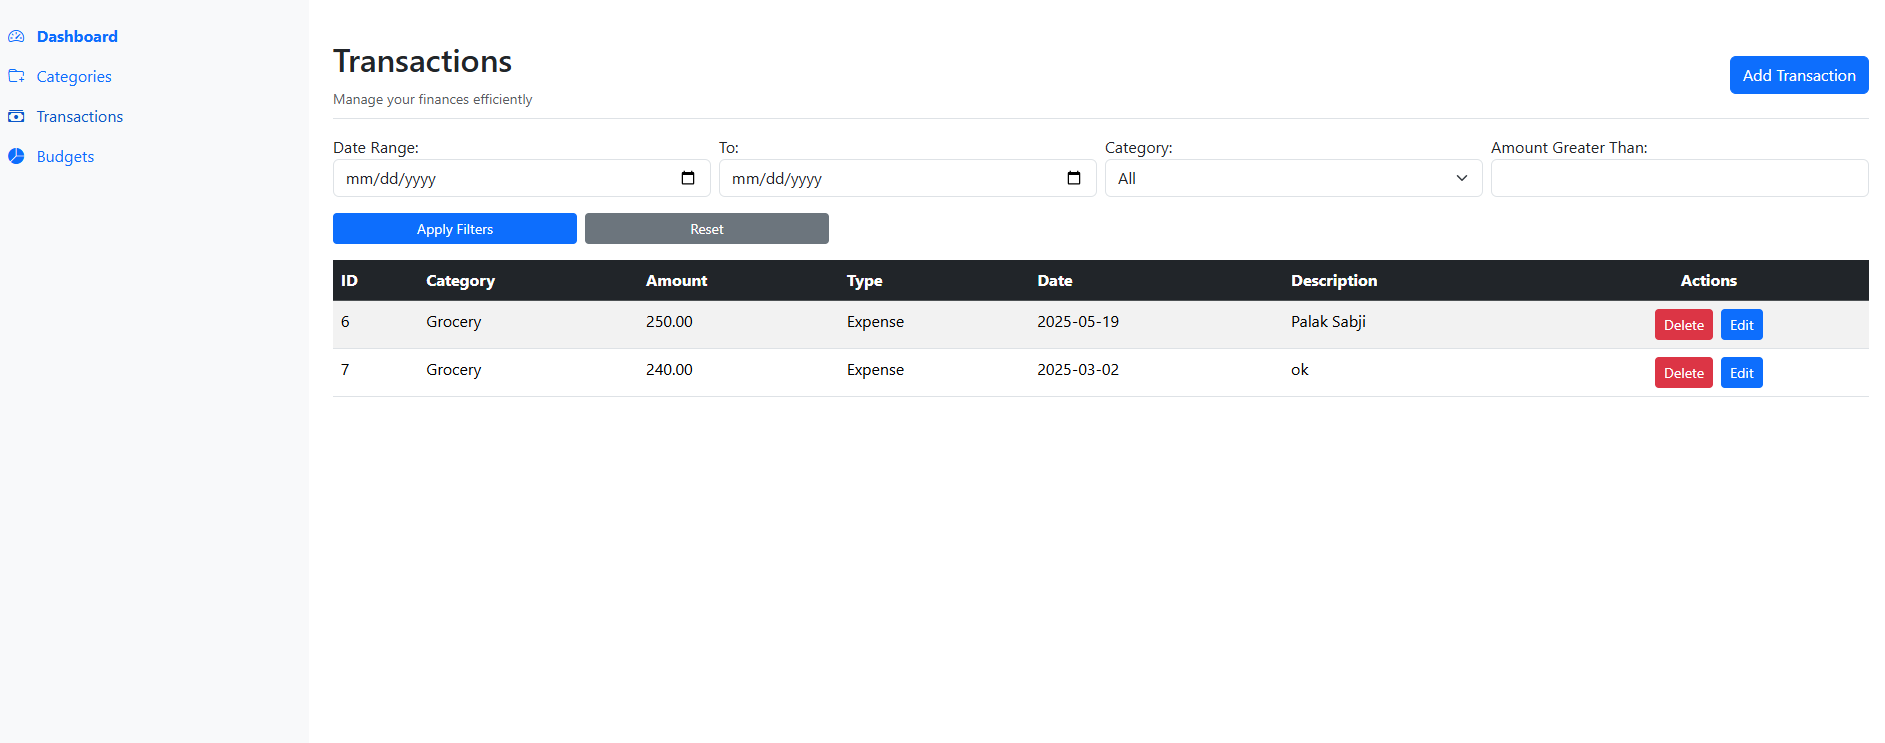 Dashboard
Categories
Transactions
Budgets
Transactions
Manage your finances efficiently
Add Transaction
Date Range: To: Category: Amount Greater Than:
mm/dd/yyyy mm/dd/yyyy All
Apply Filters Reset
ID Category Amount Type Date Description Actions
6 Grocery 250.00 Expense 2025-05-19 Palak Sabji Delete Edit
7 Grocery 240.00 Expense 2025-03-02 ok Delete Edit